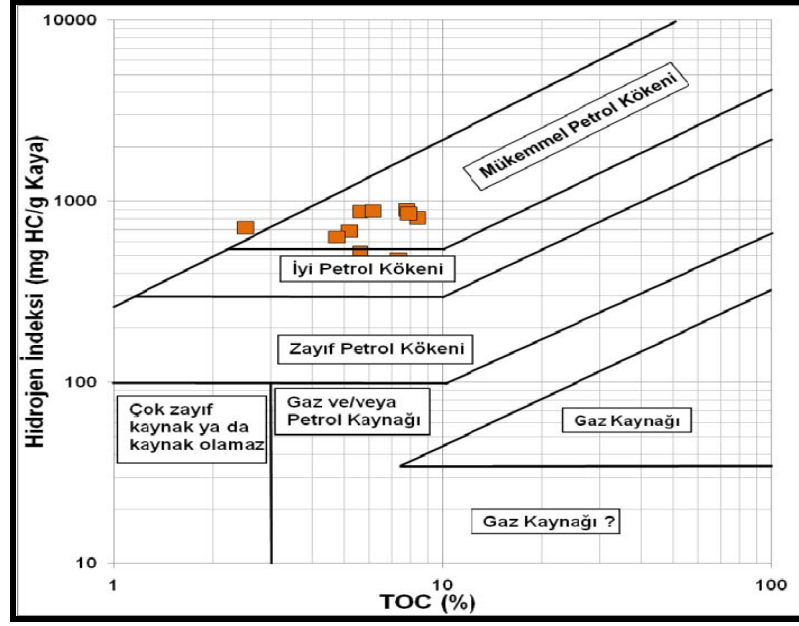 10000
1000
100
10
Hidrojen İndeksi (mg HC/g Kaya)
Mükemmel Petrol Kökeni
İyi Petrol Kökeni
Zayıf Petrol Kökeni
Çok zayıf
kaynak ya da
kaynak olamaz
Gaz ve/veya
Petrol Kaynağı
Gaz Kaynağı
Gaz Kaynağı ?
1
10
100
TOC (%)